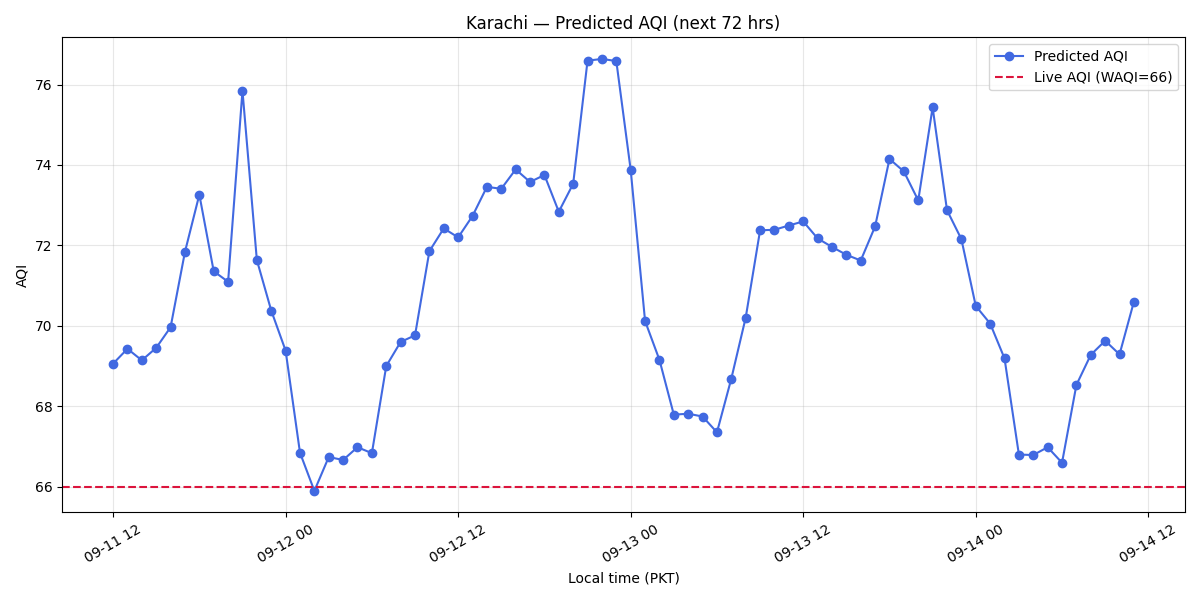 Karachi — Predicted AQI (next 72 hrs)
Predicted AQI
Live AQI (WAQI=66)
AQI
76
74
72
70
68
66
09-11 12
09-12 00
09-12 12
09-13 00
09-13 12
09-14 00
09-14 12
Local time (PKT)